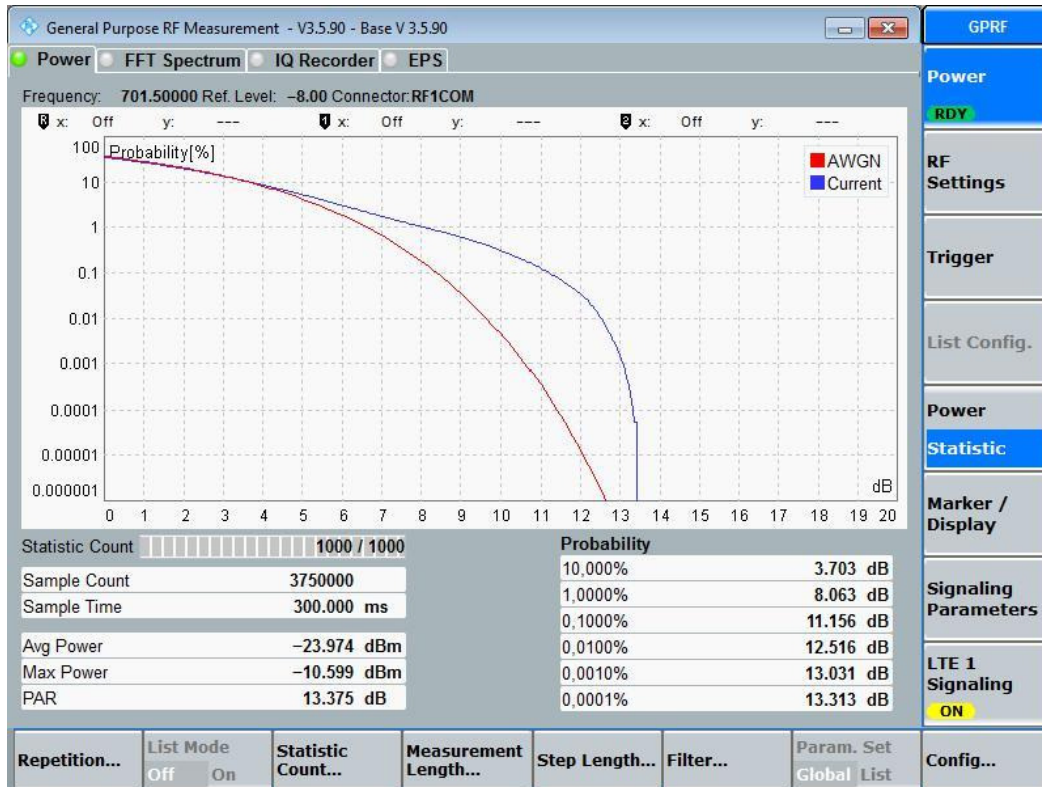 General Purpose RF Measurement - V3.5.90 - Base V 3.5.90
GPRF
Power FFT Spectrum IQ Recorder EPS
Power
RDY
Frequency: 701.50000 Ref. Level: −8.00 Connector: RF1COM
R x: Off y: --- 1 x: Off y: --- 2 x: Off y: ---
Probability[%]
AWGN
Current
100
10
1
0.1
0.01
0.001
0.0001
0.00001
0.000001
dB
0 1 2 3 4 5 6 7 8 9 10 11 12 13 14 15 16 17 18 19 20
RF
Settings
Trigger
List Config.
Power
Statistic
Marker /
Display
Signaling
Parameters
LTE 1
Signaling
ON
Statistic Count 1000 / 1000
Sample Count 3750000
Sample Time 300.000 ms
Avg Power −23.974 dBm
Max Power −10.599 dBm
PAR 13.375 dB
Probability
10,000% 3.703 dB
1,0000% 8.063 dB
0,1000% 11.156 dB
0,0100% 12.516 dB
0,0010% 13.031 dB
0,0001% 13.313 dB
Repetition...
List Mode
Off On
Statistic
Count...
Measurement
Length...
Step Length...
Filter...
Param. Set
Global List
Config...